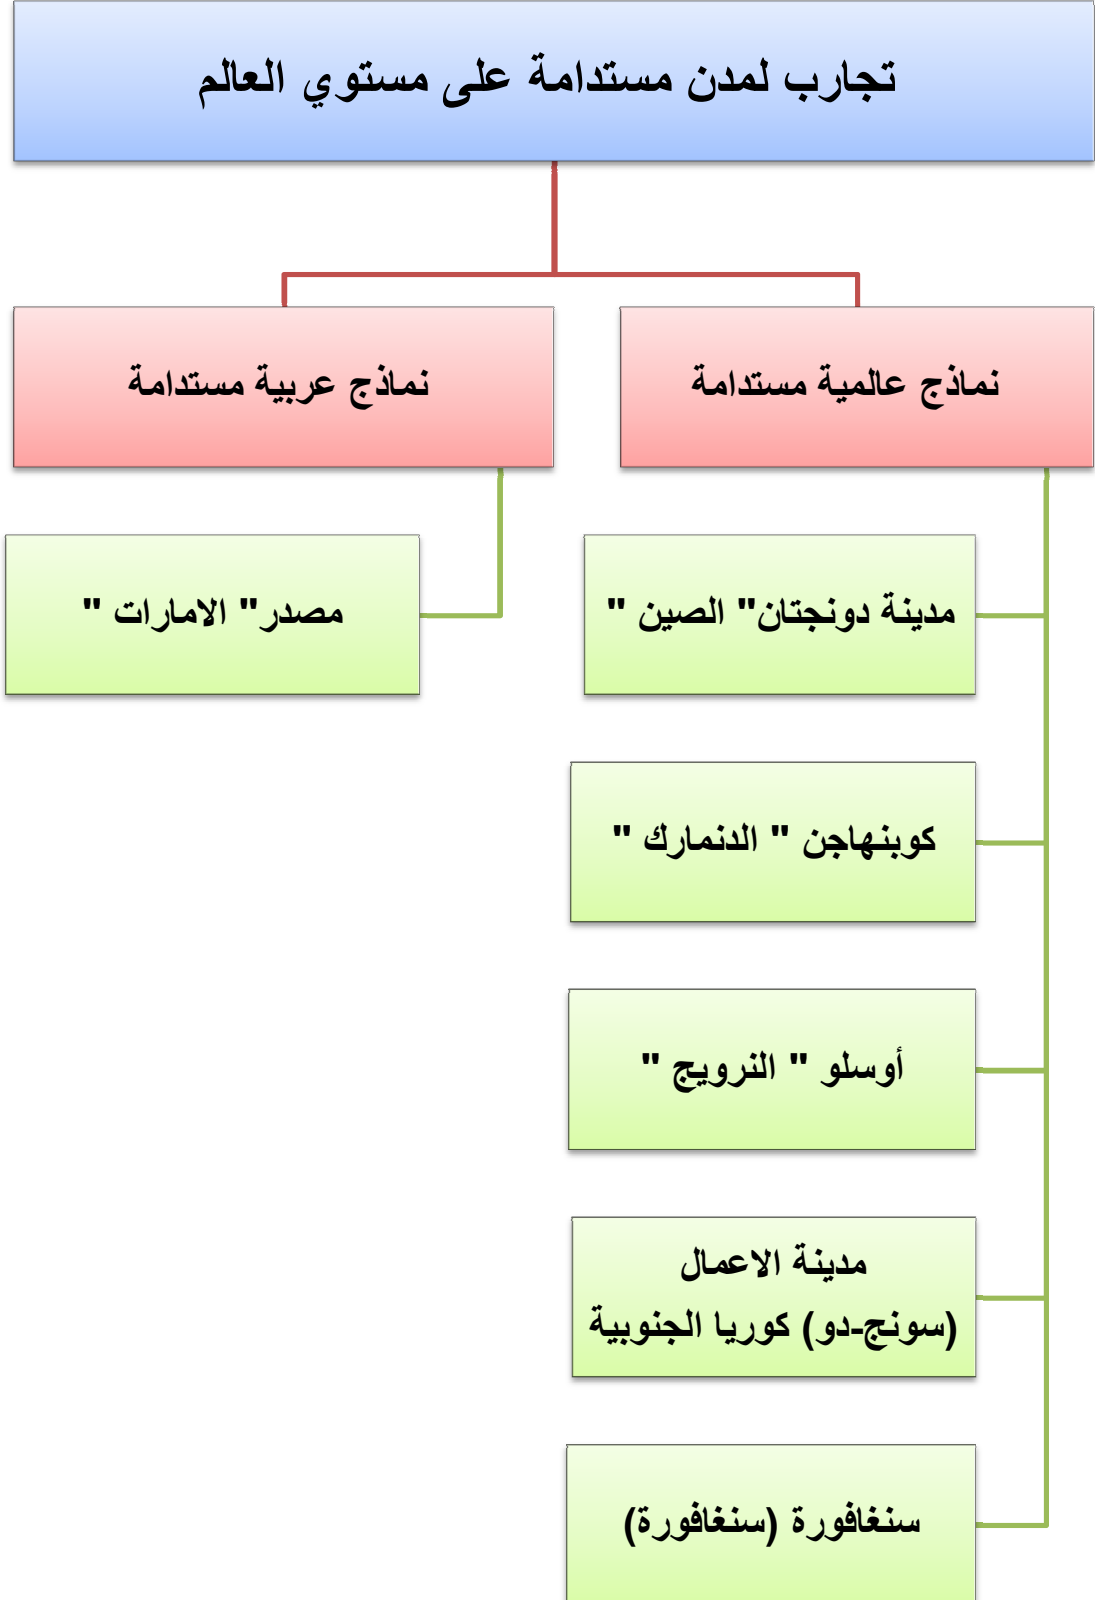 تجارب لمدن مستدامة على مستوي العالم
نماذج عالمية مستدامة
نماذج عربية مستدامة
مدينة دونجتان" الصين "
مصدر" الامارات "
كوبنهاجن " الدنمارك "
أوسلو " النرويج "
مدينة الاعمال
(سونج-دو) كوريا الجنوبية
سنغافورة (سنغافورة)